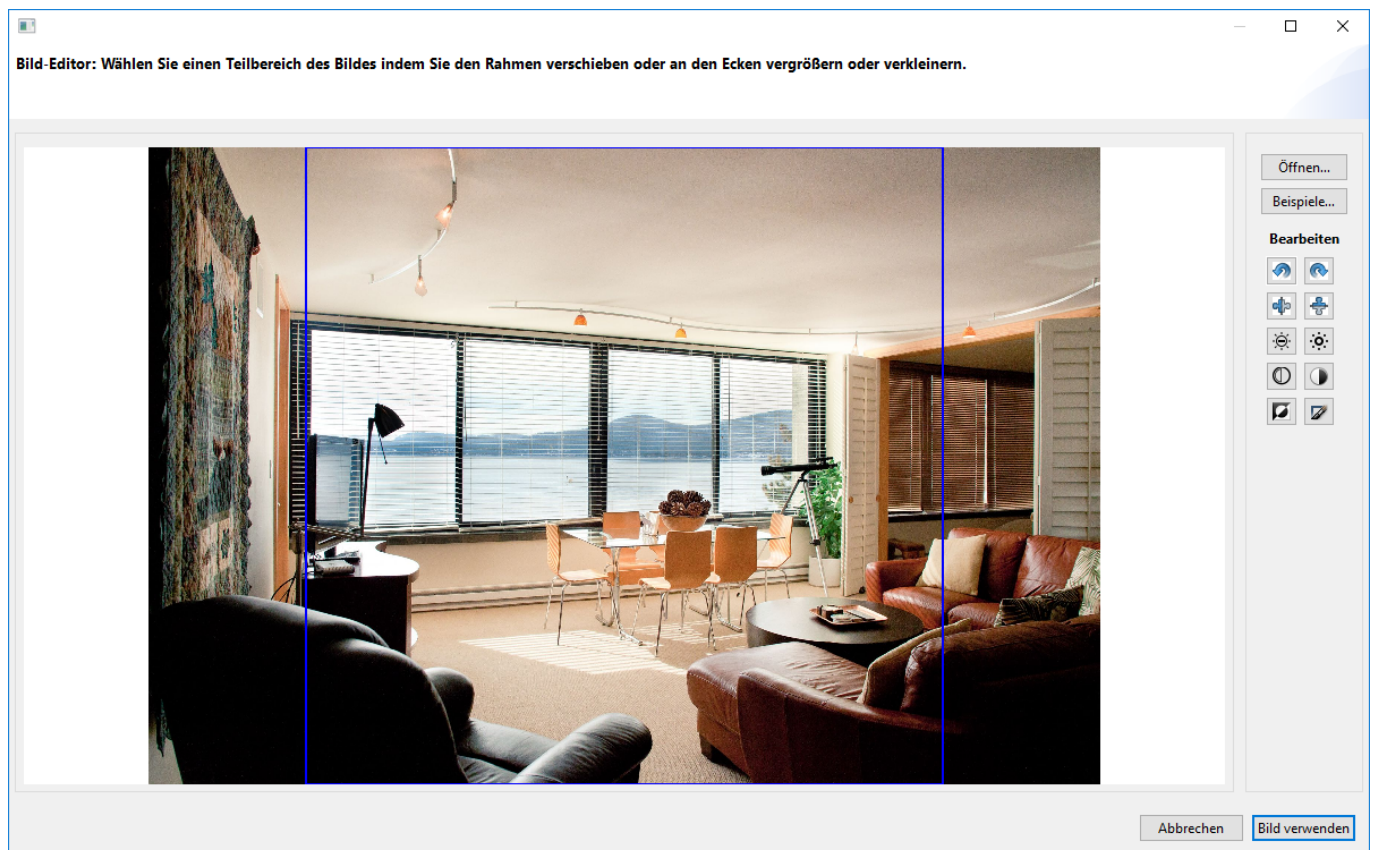 Bild-Editor: Wählen Sie einen Teilbereich des Bildes indem Sie den Rahmen verschieben oder an den Ecken vergrößern oder verkleinern.
Öffnen...
Beispiele...
Bearbeiten
Abbrechen
Bild verwenden